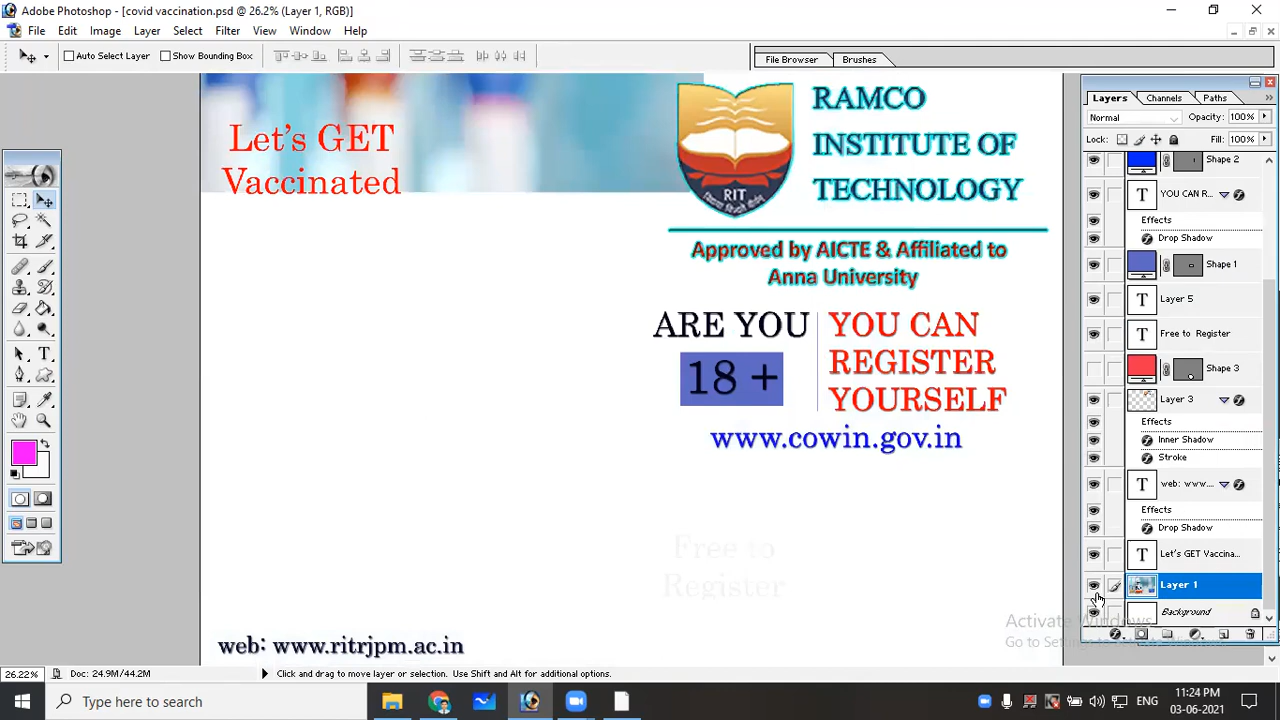 Adobe Photoshop - [covid vaccination.psd @ 26.2% (Layer 1, RGB)]
File Edit Image Layer Select Filter View Window Help
Auto Select Layer Show Bounding Box File Browser Brushes
Layers Channels Paths
Normal Opacity: 100%
Lock: Fill: 100%
Shape 2
T YOU CAN R...
Effects
Drop Shadow
Shape 1
T Layer 5
T Free to Register
Shape 3
Layer 3
Effects
Inner Shadow
Stroke
T web: www....
Effects
Drop Shadow
T Let's GET Vaccina...
Layer 1
Background
Let's GET
Vaccinated
RIT
RAMCO
INSTITUTE OF
TECHNOLOGY
Approved by AICTE & Affiliated to
Anna University
ARE YOU
18 +
YOU CAN
REGISTER
YOURSELF
www.cowin.gov.in
Free to
Register
web: www.ritrjpm.ac.in
Activate Windows
Go to Settings to Activate Windows.
26.22% Doc: 24.9M/44.2M Click and drag to move layer or selection. Use Shift and Alt for additional options.
Type here to search
ENG
11:24 PM
03-06-2021